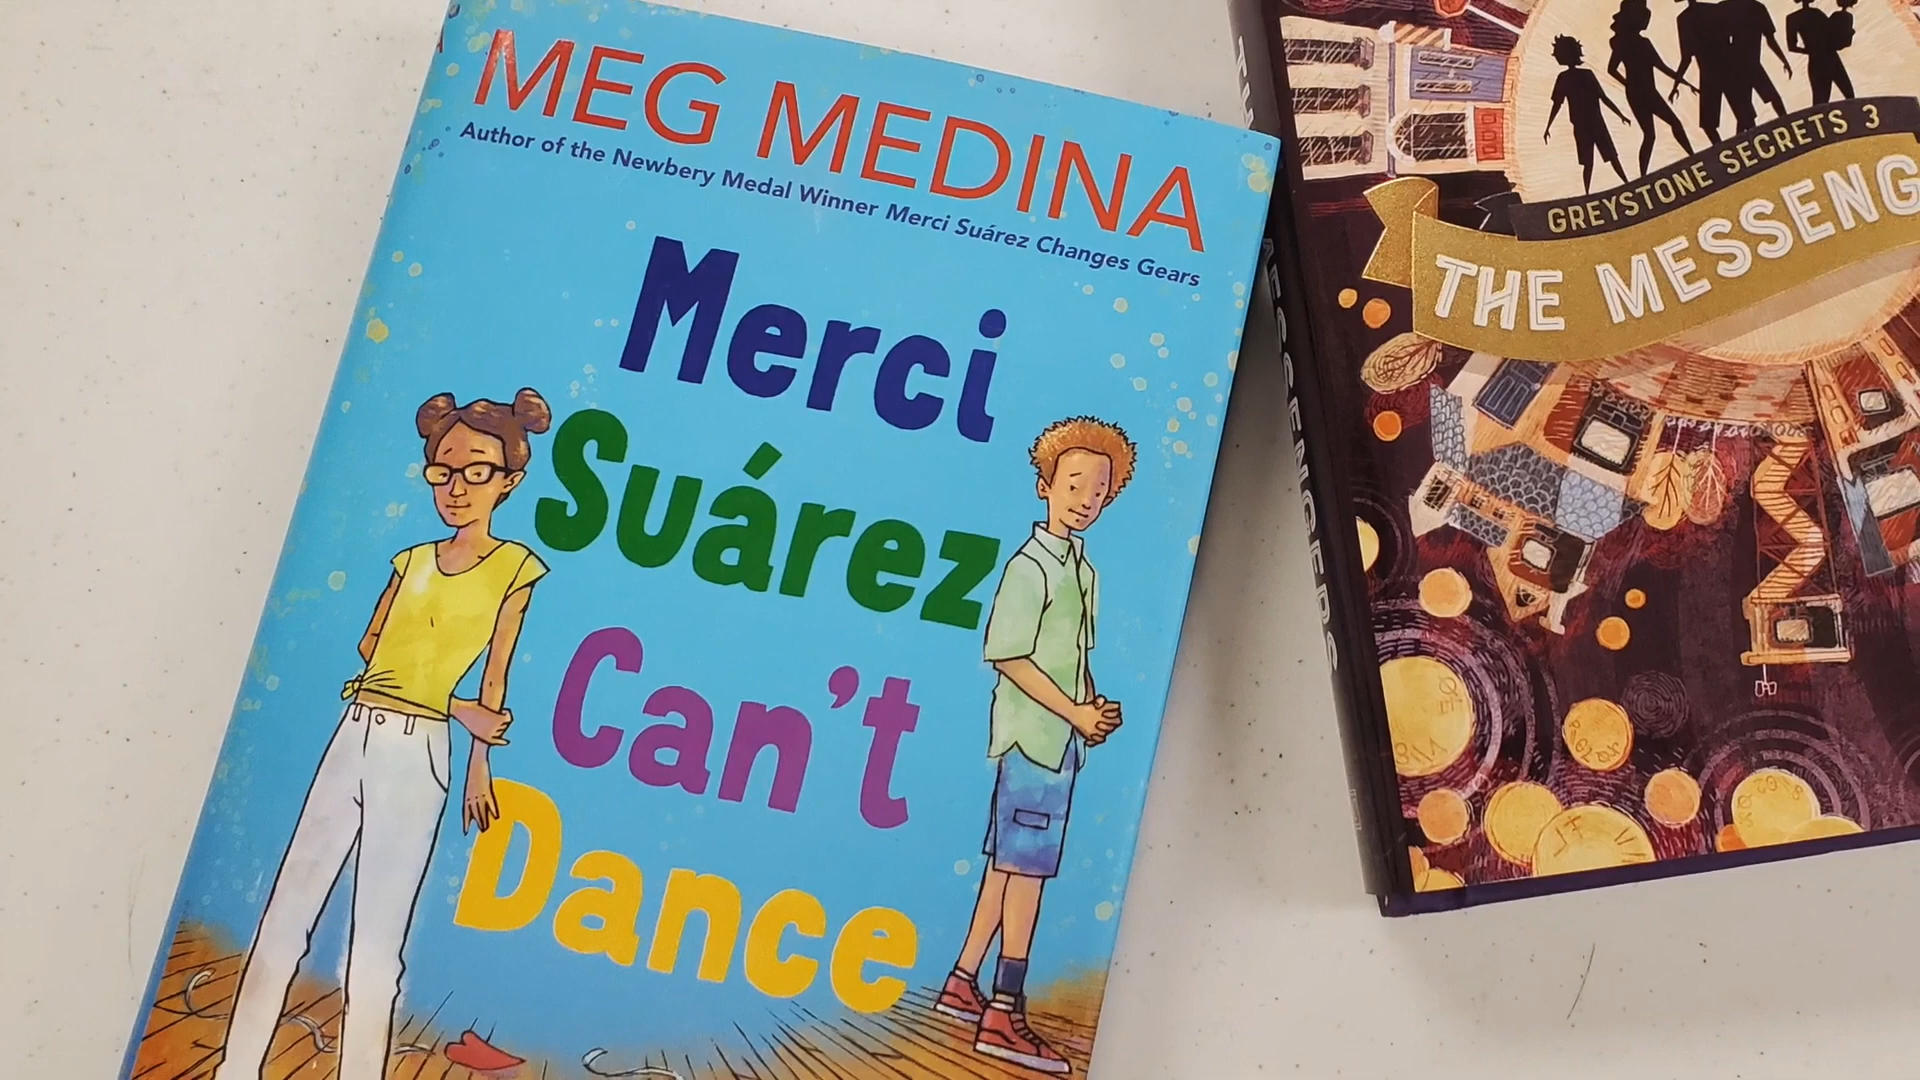 MEG MEDINA
Author of the Newbery Medal Winner Merci Suárez Changes Gears
Merci
Suárez
Can't
Dance
GREYSTONE SECRETS 3
THE MESSENG